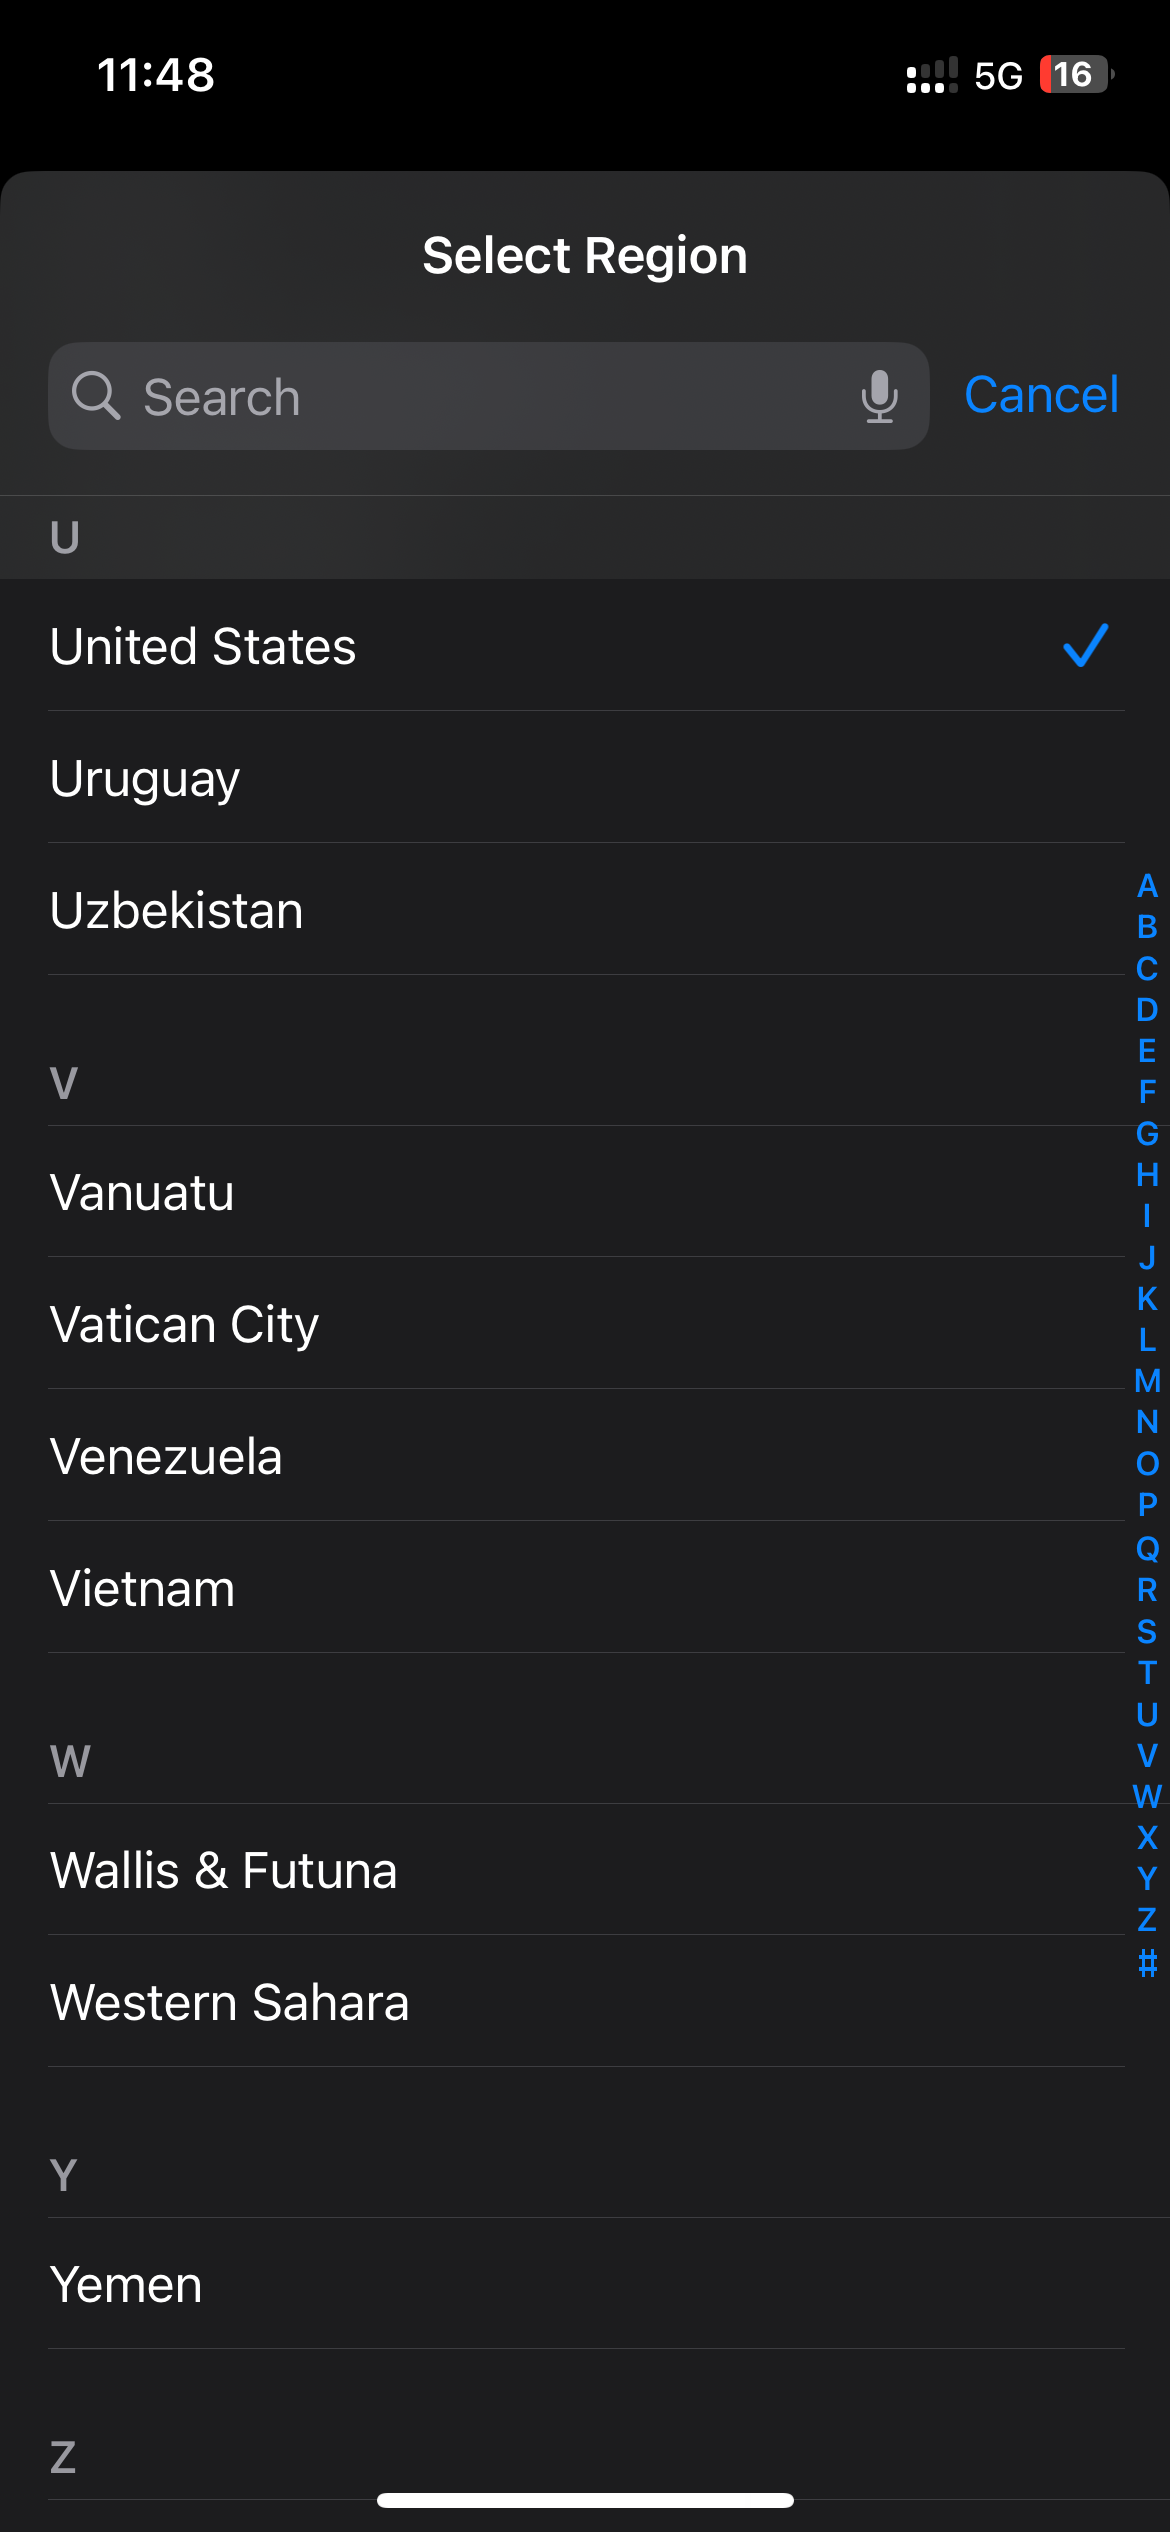 11:48
5G
16
Select Region
Search
Cancel
U
United States
Uruguay
Uzbekistan
V
Vanuatu
Vatican City
Venezuela
Vietnam
W
Wallis & Futuna
Western Sahara
Y
Yemen
Z
A
B
C
D
E
F
G
H
I
J
K
L
M
N
O
P
Q
R
S
T
U
V
W
X
Y
Z
#